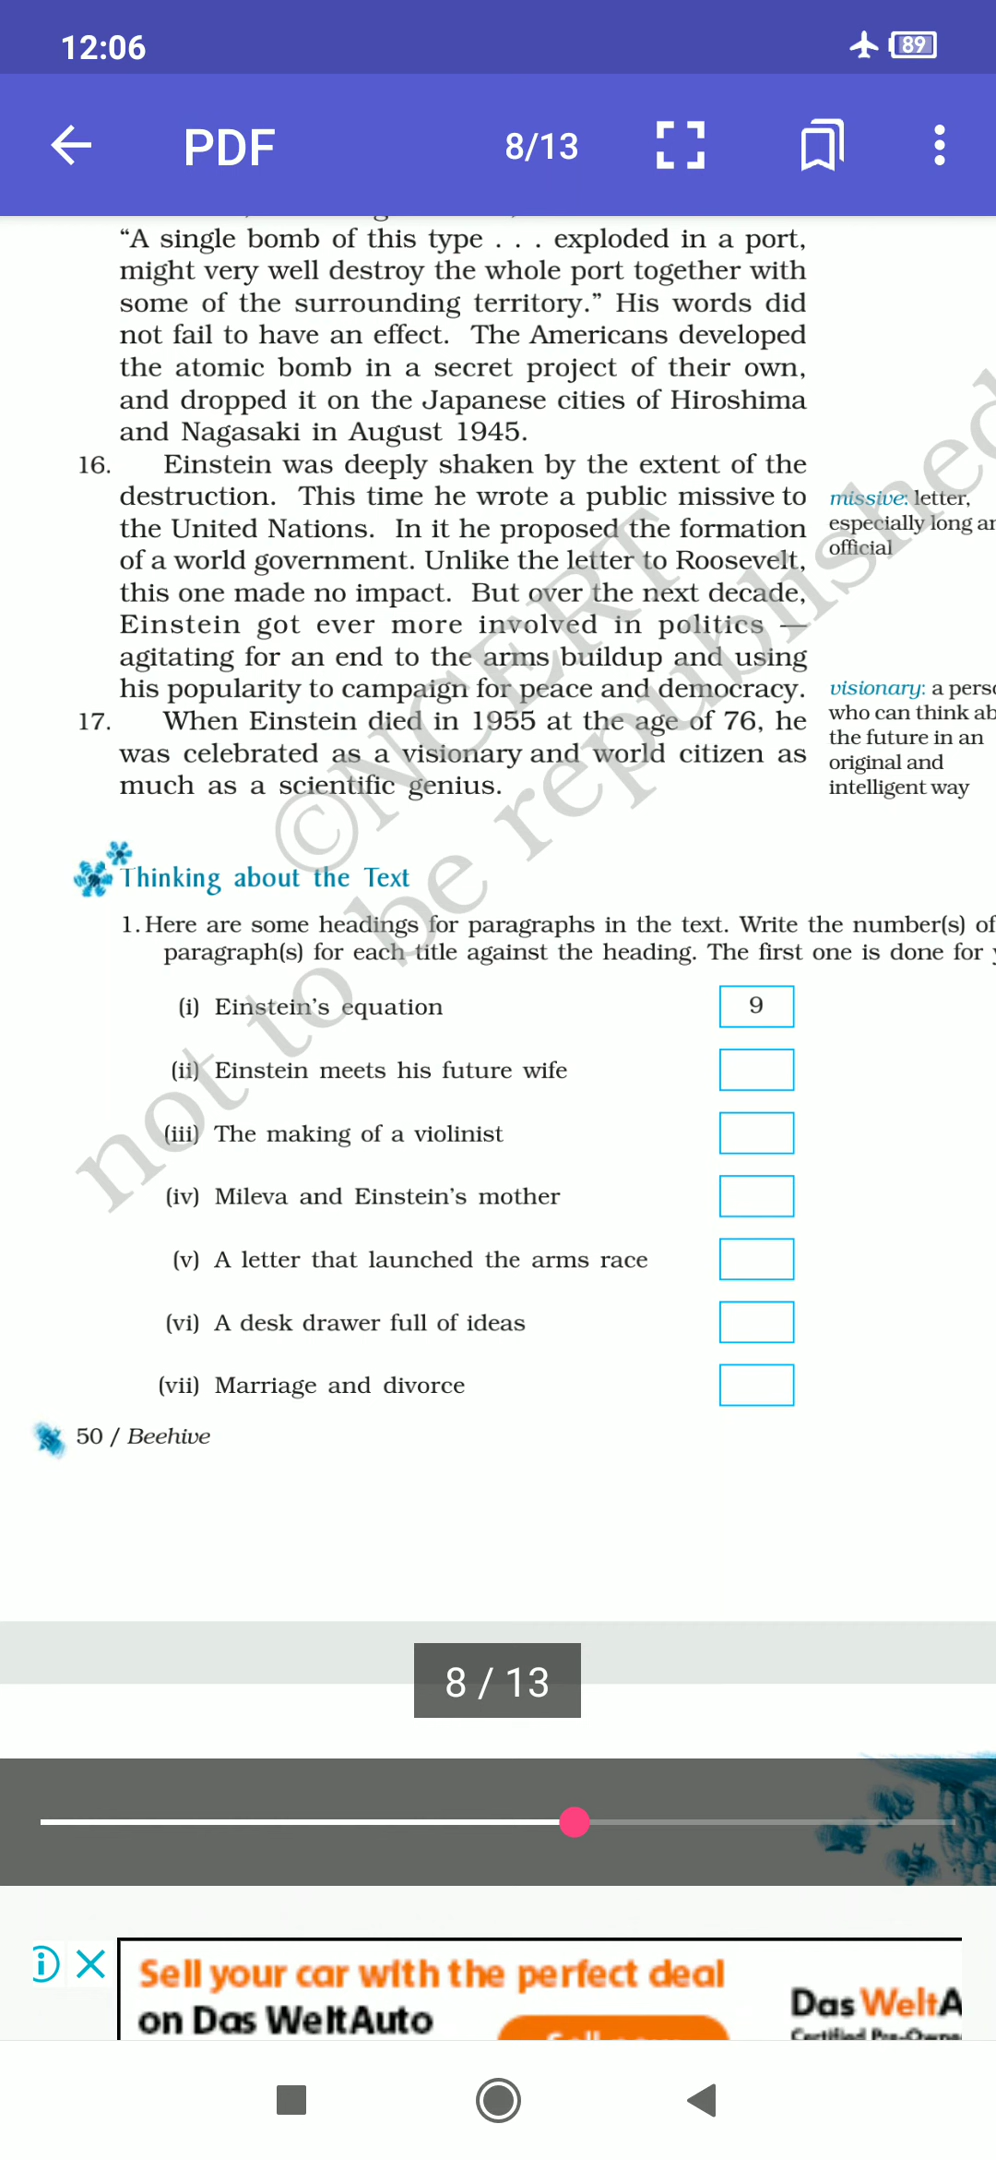 12:06
89
PDF
8/13
“A single bomb of this type . . . exploded in a port,
might very well destroy the whole port together with
some of the surrounding territory.” His words did
not fail to have an effect. The Americans developed
the atomic bomb in a secret project of their own,
and dropped it on the Japanese cities of Hiroshima
and Nagasaki in August 1945.
16. Einstein was deeply shaken by the extent of the
destruction. This time he wrote a public missive to
the United Nations. In it he proposed the formation
of a world government. Unlike the letter to Roosevelt,
this one made no impact. But over the next decade,
Einstein got ever more involved in politics —
agitating for an end to the arms buildup and using
his popularity to campaign for peace and democracy.
missive: letter,
especially long an
official
17. When Einstein died in 1955 at the age of 76, he
was celebrated as a visionary and world citizen as
much as a scientific genius.
visionary: a perso
who can think ab
the future in an
original and
intelligent way
©NCERT
not to be republished
Thinking about the Text
1. Here are some headings for paragraphs in the text. Write the number(s) of
paragraph(s) for each title against the heading. The first one is done for
(i) Einstein’s equation 9
(ii) Einstein meets his future wife
(iii) The making of a violinist
(iv) Mileva and Einstein’s mother
(v) A letter that launched the arms race
(vi) A desk drawer full of ideas
(vii) Marriage and divorce
50 / Beehive
8 / 13
Sell your car with the perfect deal
on Das WeltAuto
Das WeltA